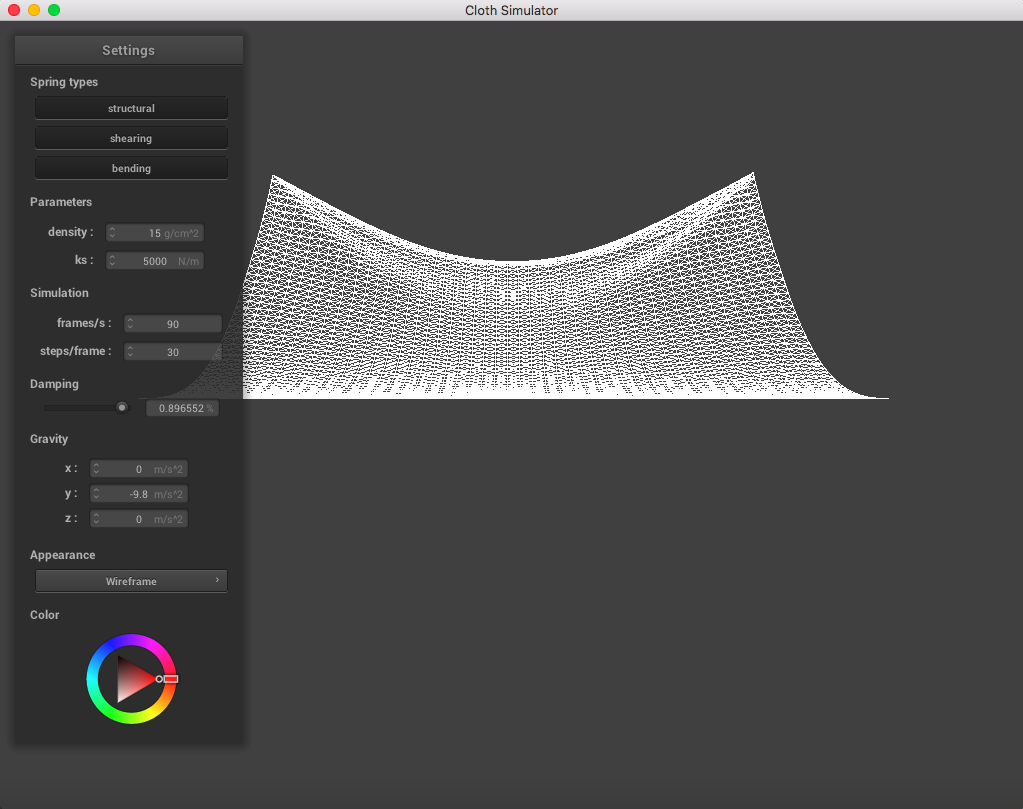 Cloth Simulator
Settings
Spring types
structural
shearing
bending
Parameters
density : 15 g/cm^2
ks : 5000 N/m
Simulation
frames/s : 90
steps/frame : 30
Damping
0.896552 %
Gravity
x : 0 m/s^2
y : -9.8 m/s^2
z : 0 m/s^2
Appearance
Wireframe ›
Color